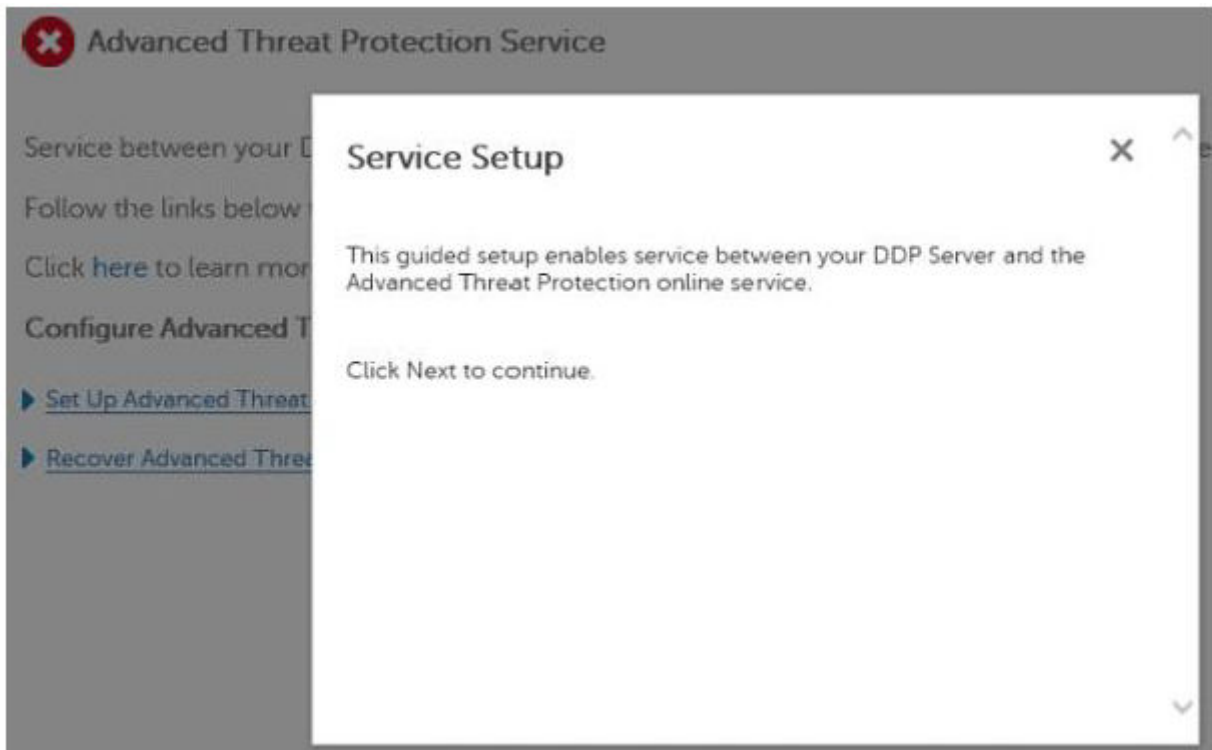 Advanced Threat Protection Service
Service between your
Follow the links below
Click here to learn mor
Configure Advanced T
Set Up Advanced Threat
Recover Advanced Threa
Service Setup
This guided setup enables service between your DDP Server and the
Advanced Threat Protection online service.
Click Next to continue.